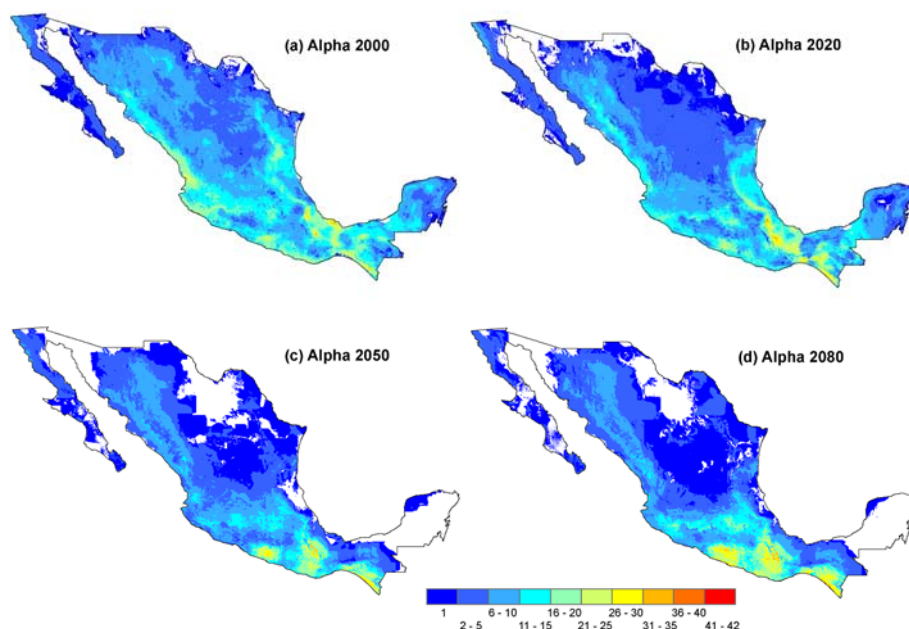 (a) Alpha 2000
(b) Alpha 2020
(c) Alpha 2050
(d) Alpha 2080
1 6 - 10 16 - 20 26 - 30 36 - 40
2 - 5 11 - 15 21 - 25 31 - 35 41 - 42